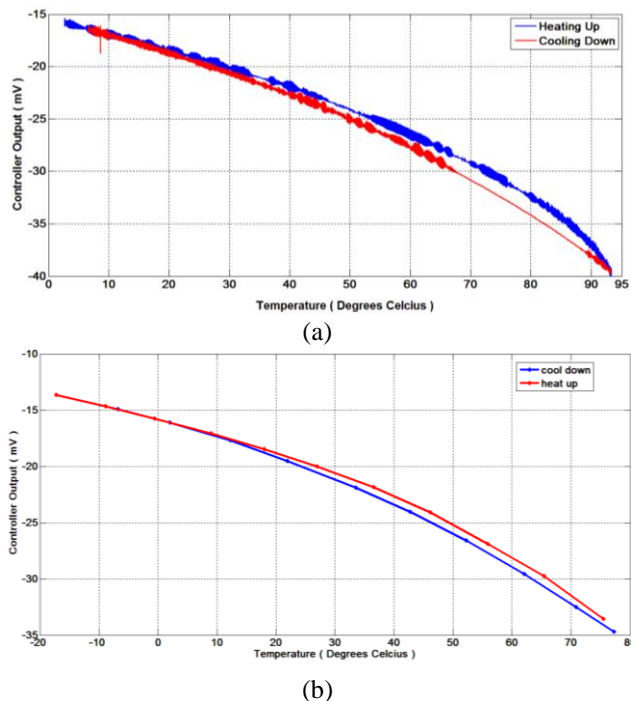 -15
-20
-25
-30
-35
-40
Controller Output ( mV )
Heating Up
Cooling Down
0 10 20 30 40 50 60 70 80 90 95
Temperature ( Degrees Celcius )
(a)
-10
-15
-20
-25
-30
-35
Controller Output ( mV )
cool down
heat up
-20 -10 0 10 20 30 40 50 60 70 80
Temperature ( Degrees Celcius )
(b)